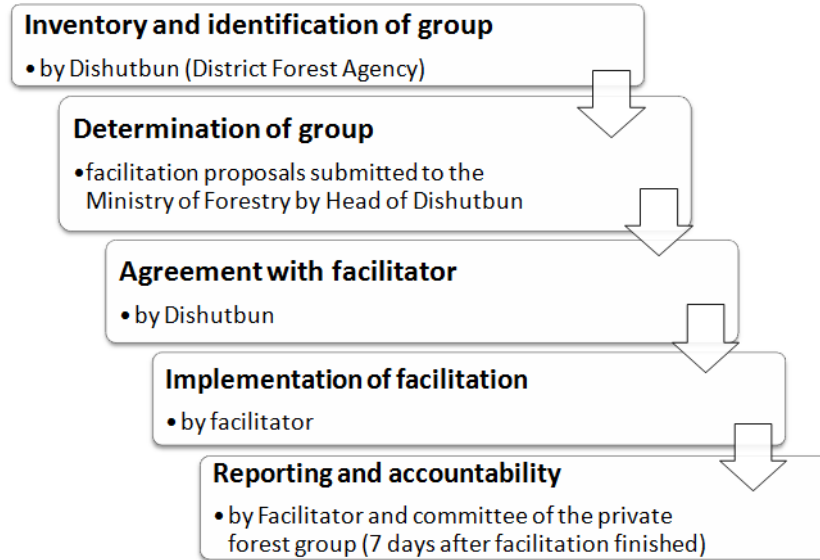 Inventory and identification of group
• by Dishutbun (District Forest Agency)
Determination of group
•facilitation proposals submitted to the
Ministry of Forestry by Head of Dishutbun
Agreement with facilitator
• by Dishutbun
Implementation of facilitation
• by facilitator
Reporting and accountability
• by Facilitator and committee of the private
forest group (7 days after facilitation finished)